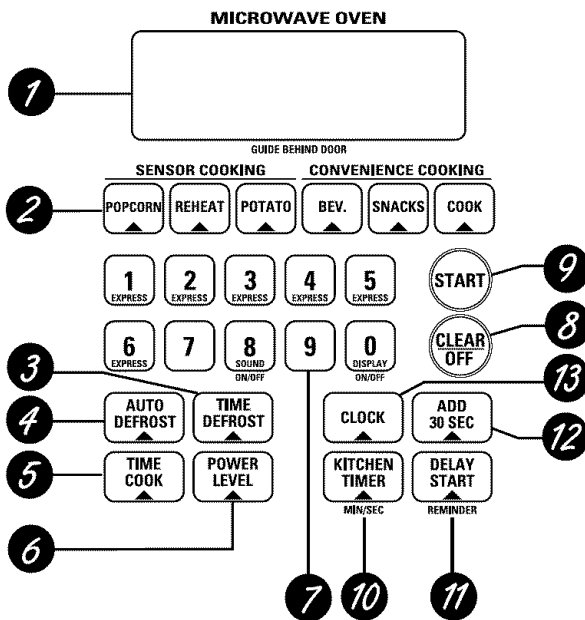 MICROWAVE OVEN
1
GUIDE BEHIND DOOR
SENSOR COOKING CONVENIENCE COOKING
2
POPCORN REHEAT POTATO BEV. SNACKS COOK
1 2 3 4 5
EXPRESS EXPRESS EXPRESS EXPRESS EXPRESS
START
9
6 7 8 9 0
EXPRESS SOUND DISPLAY
ON/OFF ON/OFF
CLEAR
OFF
8
3
13
4
AUTO
DEFROST
TIME
DEFROST
CLOCK
ADD
30 SEC
12
5
TIME
COOK
POWER
LEVEL
KITCHEN
TIMER
MIN/SEC
DELAY
START
REMINDER
6
7
10
11